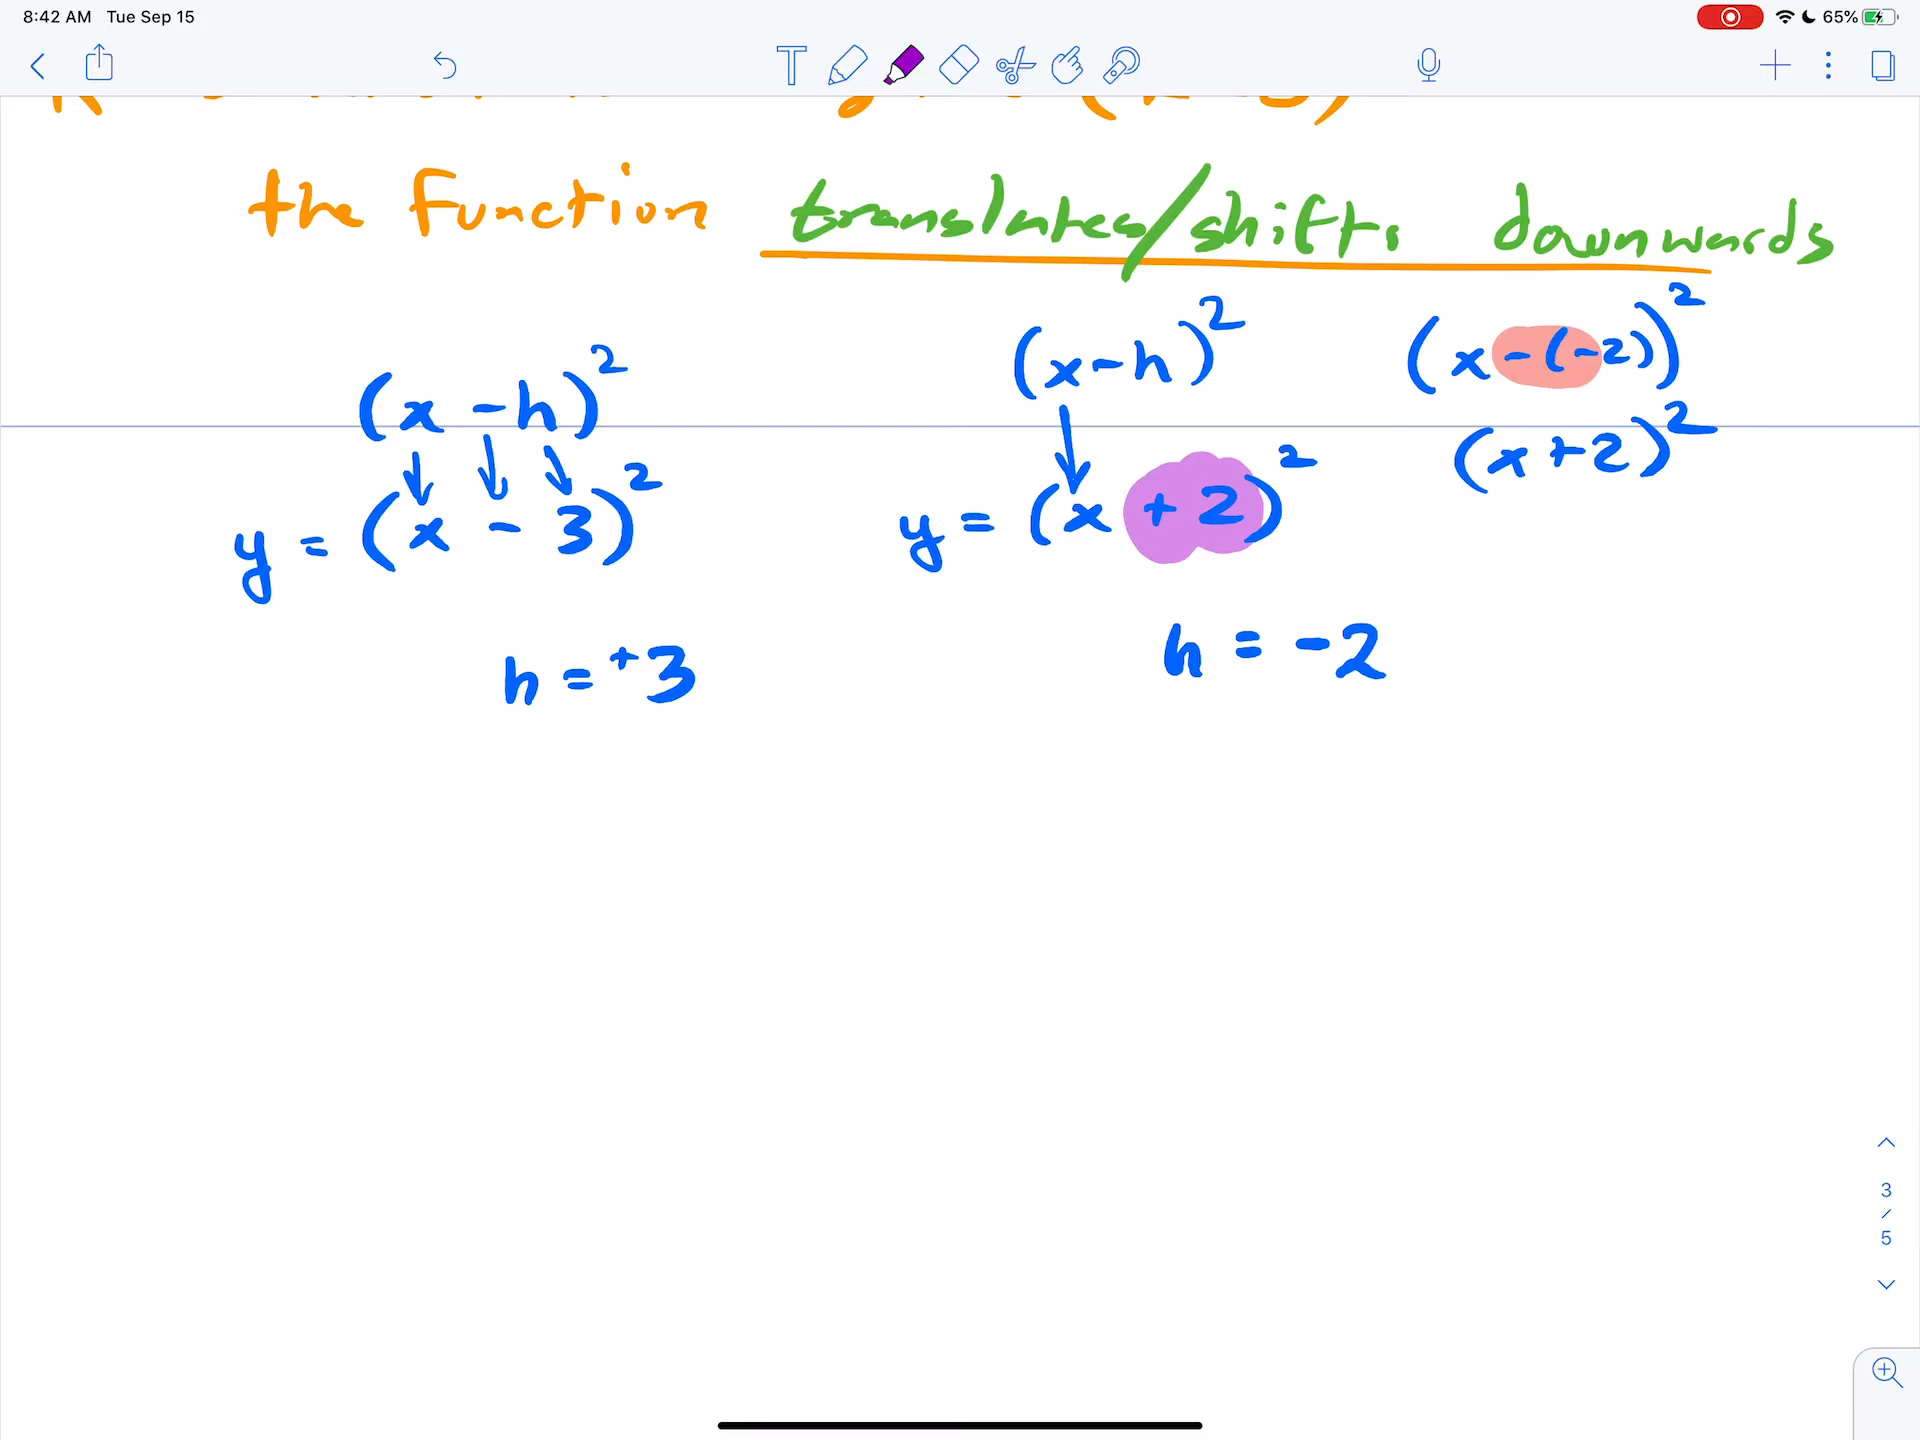 8:42 AM Tue Sep 15
65%
the function translates/shifts downwards
(x - h)²
y = (x - 3)²
h = +3
(x - h)²
y = (x + 2)²
h = -2
(x - (-2))²
(x + 2)²
3
/
5